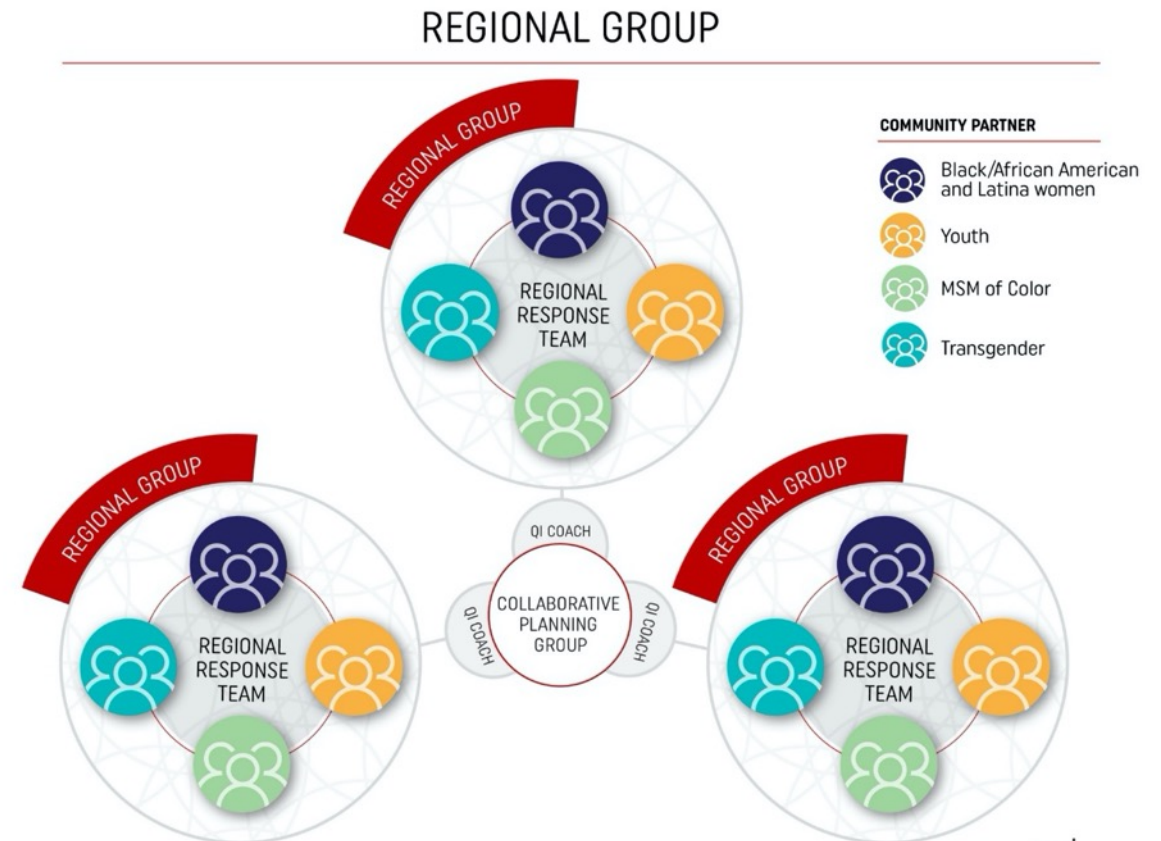 REGIONAL GROUP
REGIONAL GROUP
REGIONAL
RESPONSE
TEAM
COMMUNITY PARTNER
Black/African American
and Latina women
Youth
MSM of Color
Transgender
REGIONAL GROUP
REGIONAL
RESPONSE
TEAM
QI COACH
QI COACH
COLLABORATIVE
PLANNING
GROUP
QI COACH
REGIONAL GROUP
REGIONAL
RESPONSE
TEAM